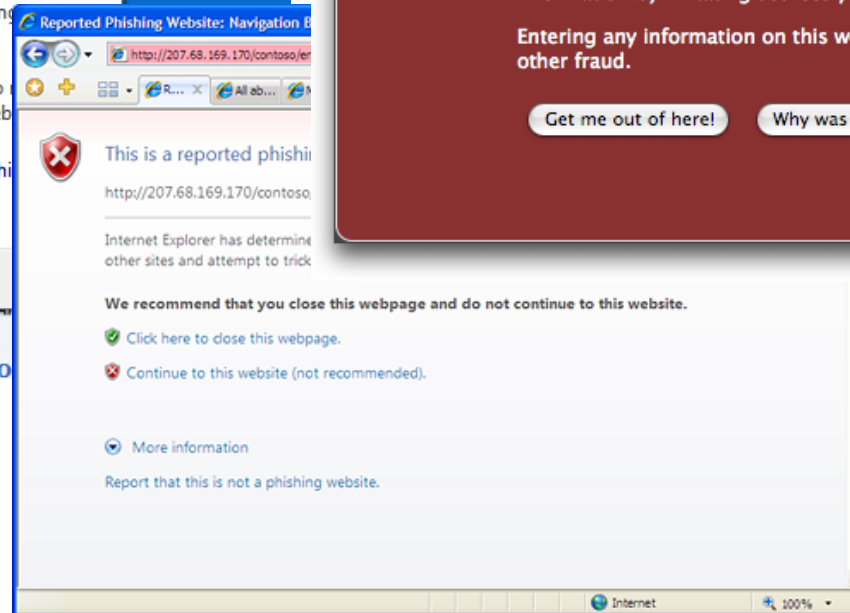 Reported Phishing Website: Navigation B
http://207.68.169.170/contoso/en
R... All ab...
This is a reported phishi
http://207.68.169.170/contoso
Internet Explorer has determine
other sites and attempt to trick
We recommend that you close this webpage and do not continue to this website.
Click here to close this webpage.
Continue to this website (not recommended).
More information
Report that this is not a phishing website.
Internet 100%
Entering any information on this w
other fraud.
Get me out of here! Why was